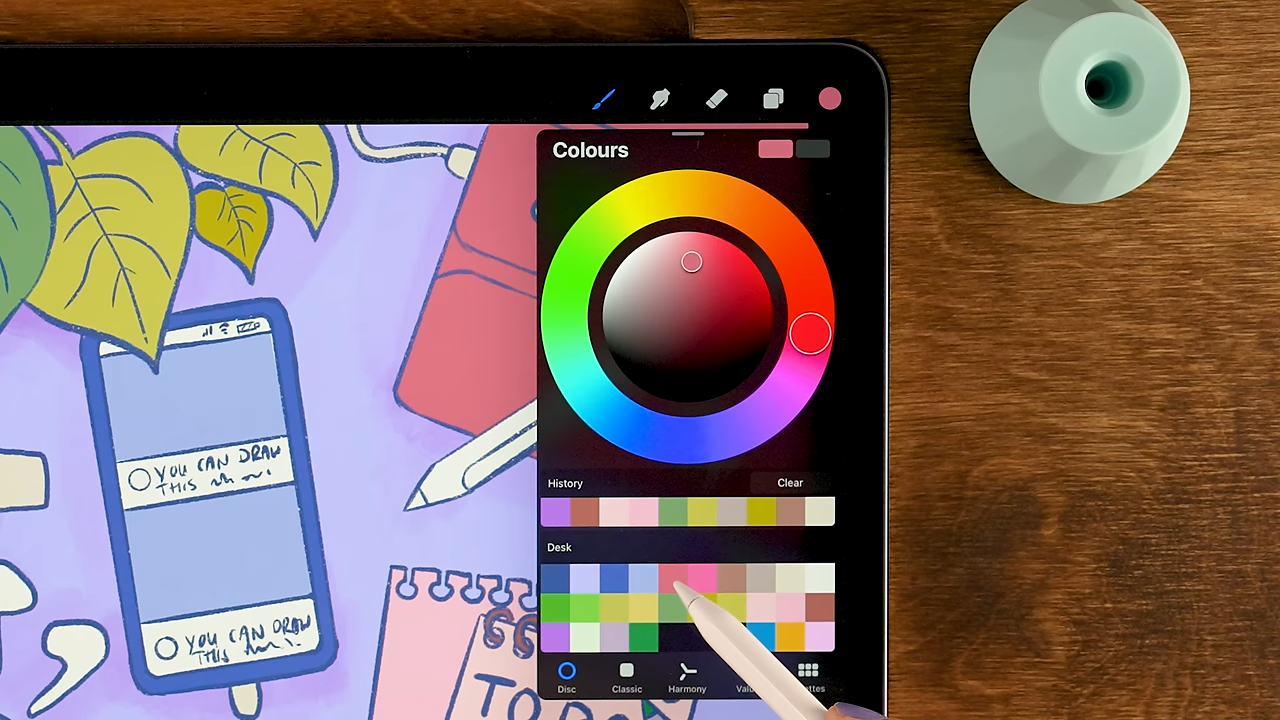 Colours
YOU CAN DRAW
THIS
History
Clear
Desk
YOU CAN DRAW
THIS
Disc
Classic
Harmony